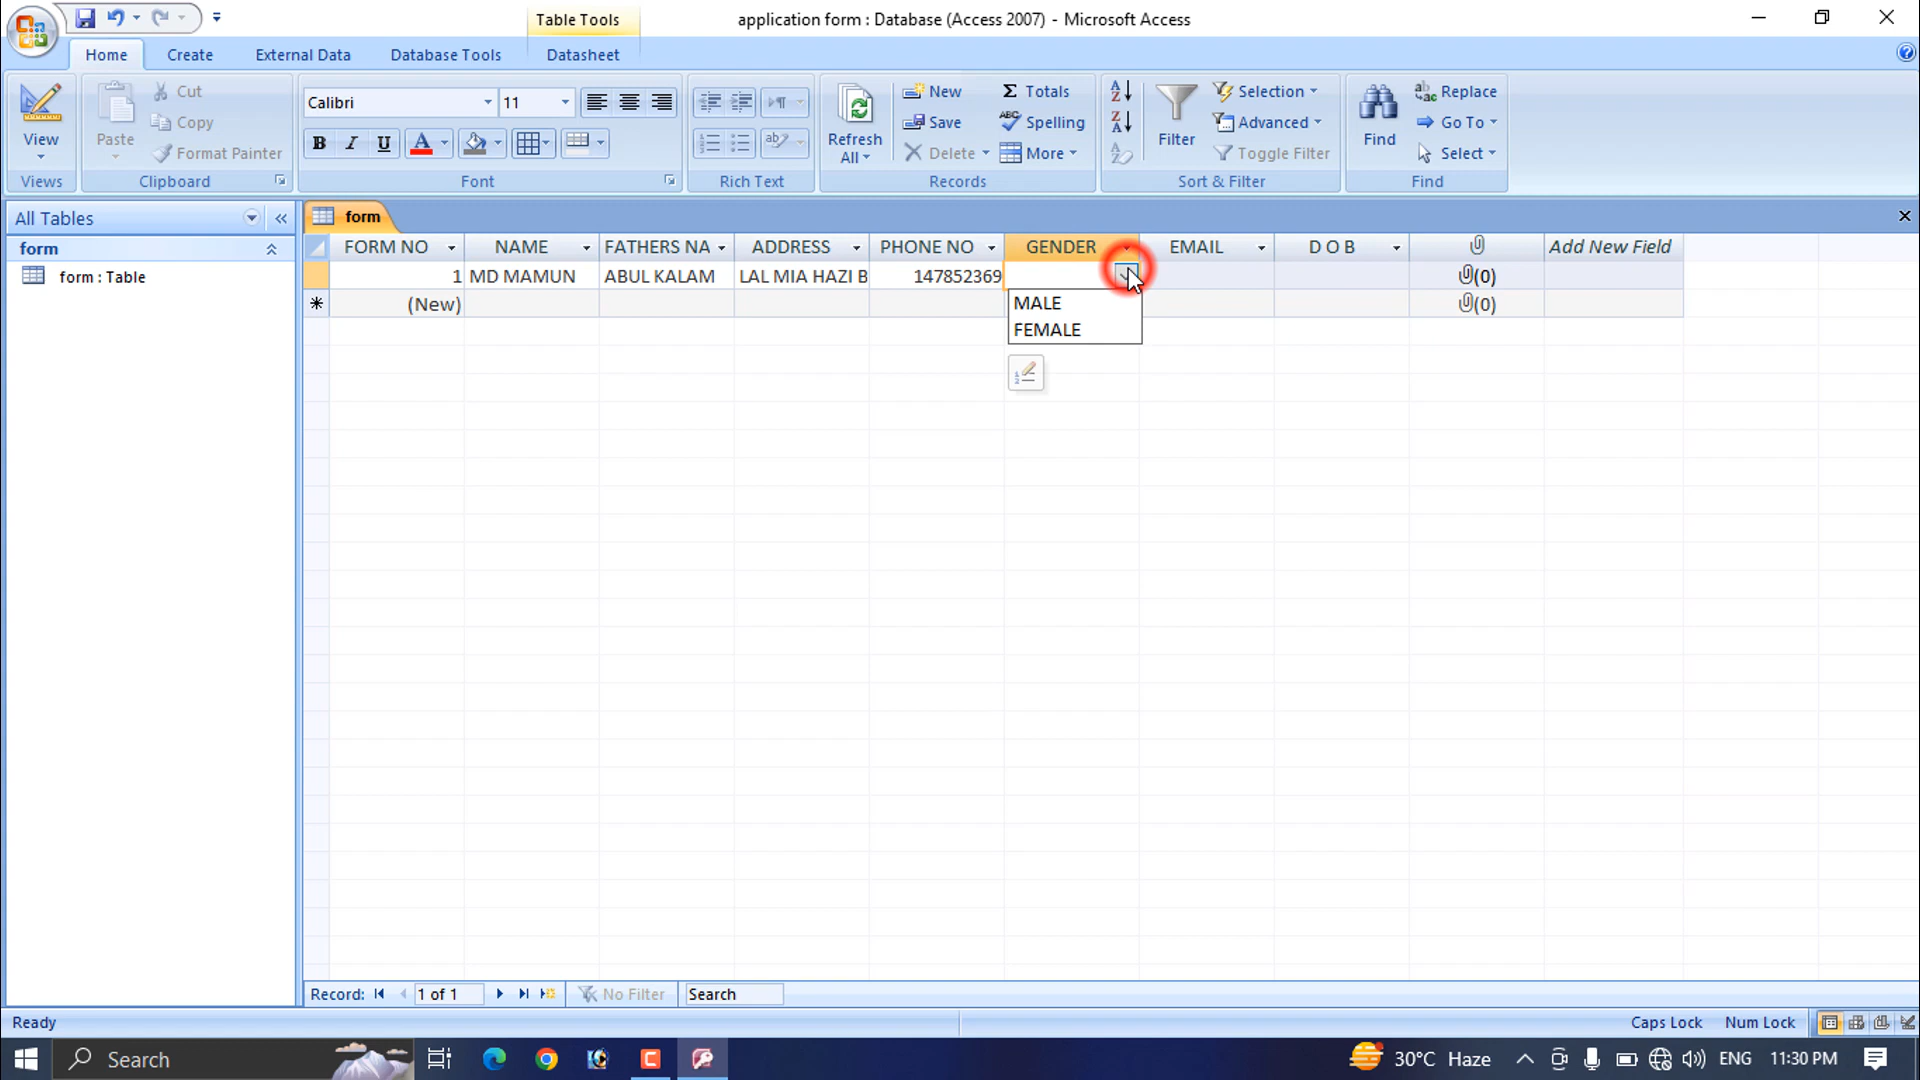 Table Tools
application form : Database (Access 2007) - Microsoft Access
Home Create External Data Database Tools Datasheet
View
Views
Paste
Cut
Copy
Format Painter
Clipboard
Calibri 11
B I U A
Font
Rich Text
Refresh All
New
Save
Delete
Totals
Spelling
More
Records
Filter
Selection
Advanced
Toggle Filter
Sort & Filter
Find
Replace
Go To
Select
Find
All Tables
form
form : Table
form
FORM NO NAME FATHERS NA ADDRESS PHONE NO GENDER EMAIL D O B Add New Field
1 MD MAMUN ABUL KALAM LAL MIA HAZI B 147852369 (0)
(New) (0)
MALE
FEMALE
Record: 1 of 1 No Filter Search
Ready Caps Lock Num Lock
Search 30°C Haze ENG 11:30 PM